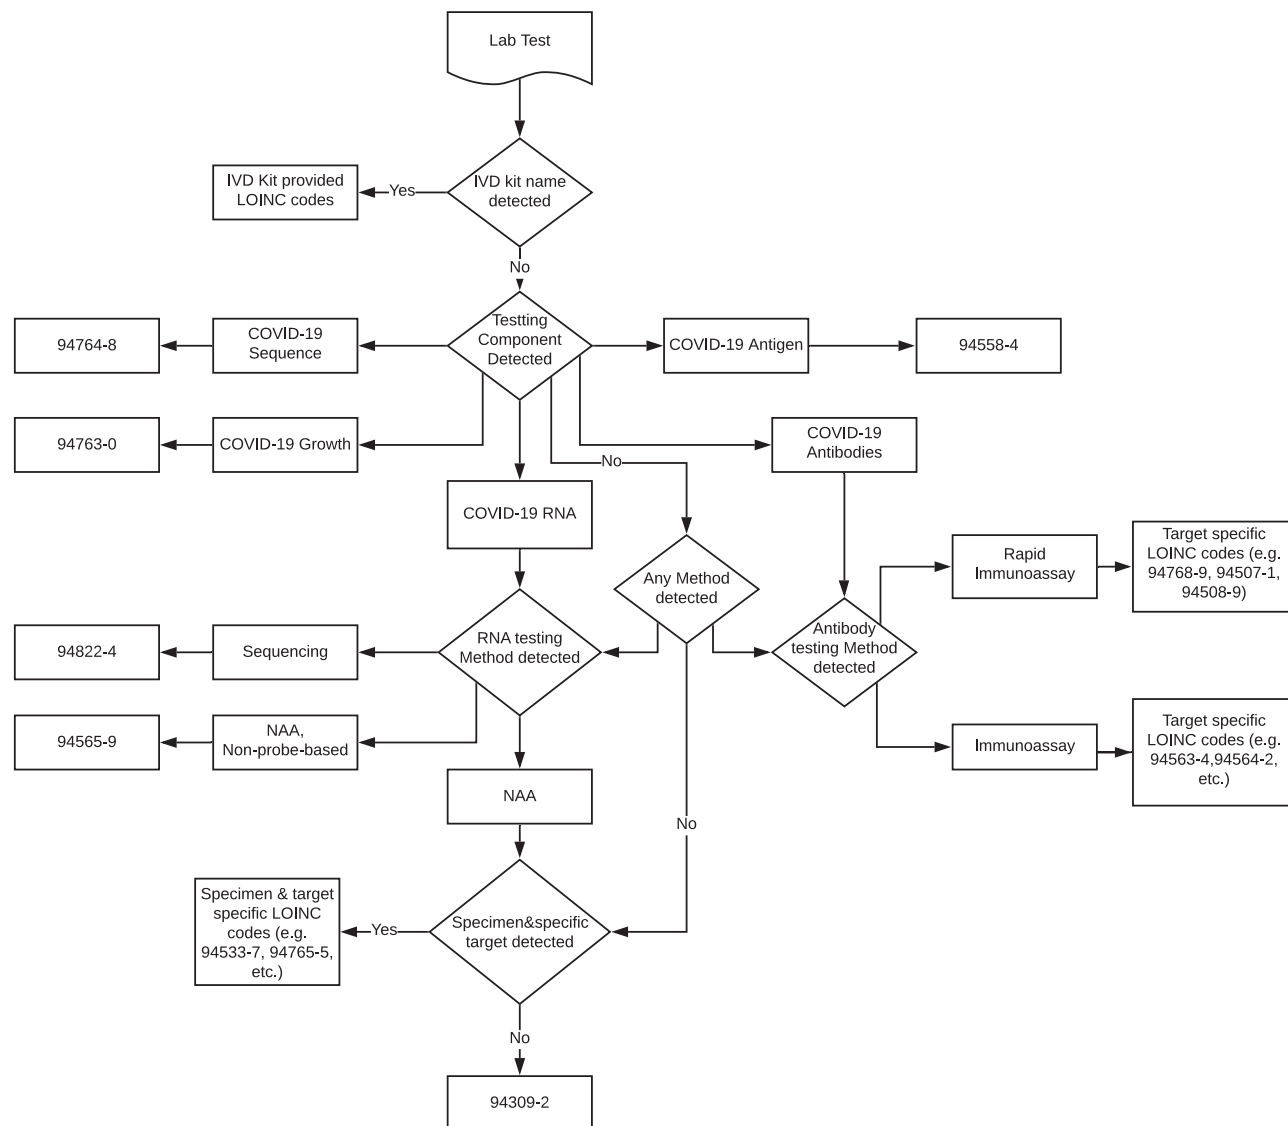 Lab Test
IVD Kit provided
LOINC codes
Yes
IVD kit name
detected
No
94764-8
COVID-19
Sequence
Testting
Component
Detected
COVID-19 Antigen
94558-4
94763-0
COVID-19 Growth
No
COVID-19
Antibodies
COVID-19 RNA
Any Method
detected
Rapid
Immunoassay
Target specific
LOINC codes (e.g.
94768-9, 94507-1,
94508-9)
94822-4
Sequencing
RNA testing
Method detected
Antibody
testing Method
detected
94565-9
NAA,
Non-probe-based
Immunoassay
Target specific
LOINC codes (e.g.
94563-4,94564-2,
etc.)
NAA
No
Specimen & target
specific LOINC
codes (e.g.
94533-7, 94765-5,
etc.)
Yes
Specimen&specific
target detected
No
94309-2